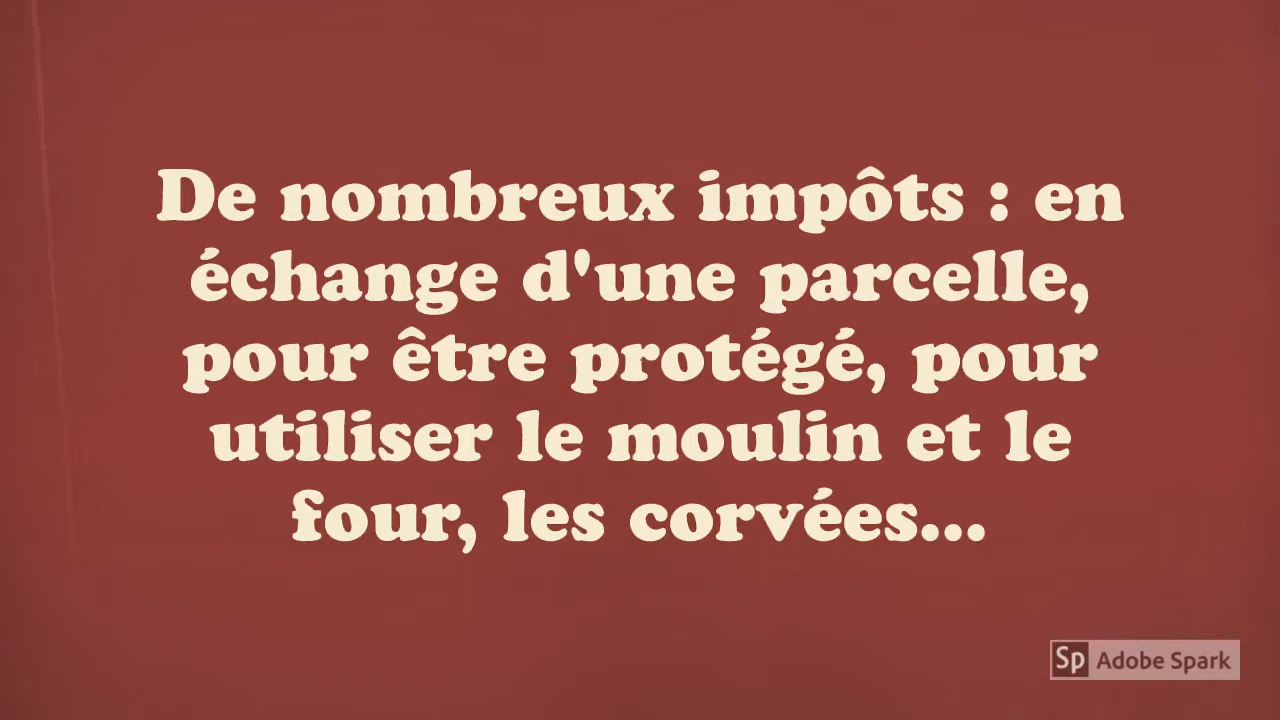 De nombreux impôts : en
échange d'une parcelle,
pour être protégé, pour
utiliser le moulin et le
four, les corvées...
Sp Adobe Spark